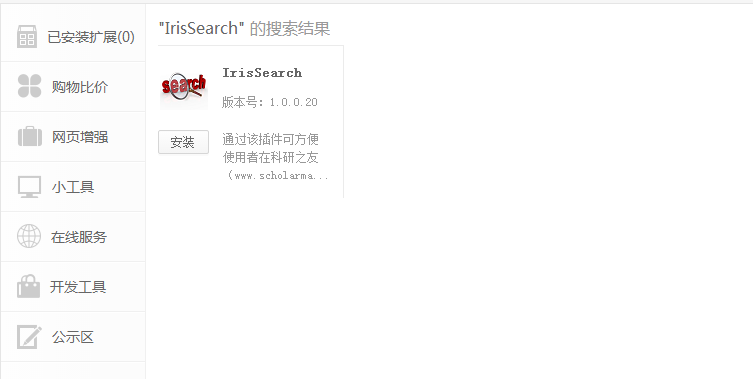 已安装扩展(0)
购物比价
网页增强
小工具
在线服务
开发工具
公示区
"IrisSearch" 的搜索结果
search
IrisSearch
版本号：1.0.0.20
安装
通过该插件可方便
使用者在科研之友
（www.scholarma...